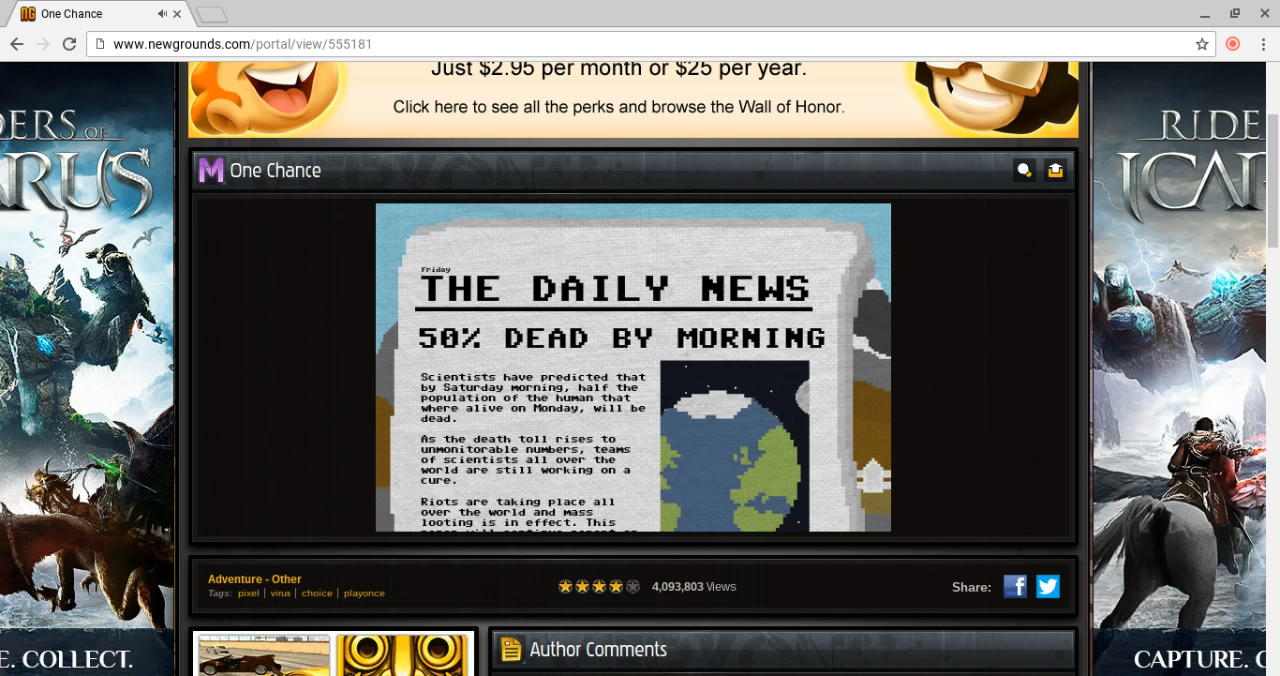 One Chance
www.newgrounds.com/portal/view/555181
Just $2.95 per month or $25 per year.
Click here to see all the perks and browse the Wall of Honor.
DERS OF
ARUS
RIDE
ICA
M One Chance
Friday
THE DAILY NEWS
50% DEAD BY MORNING
Scientists have predicted that
by Saturday morning, half the
population of the human that
where alive on Monday, will be
dead.
As the death toll rises to
unmonitorable numbers, teams
of scientists all over the
world are still working on a
cure.
Riots are taking place all
over the world and mass
looting is in effect. This
Adventure - Other
Tags: pixel | virus | choice | playonce
4,093,803 Views
Share:
Author Comments
E. COLLECT.
CAPTURE. C